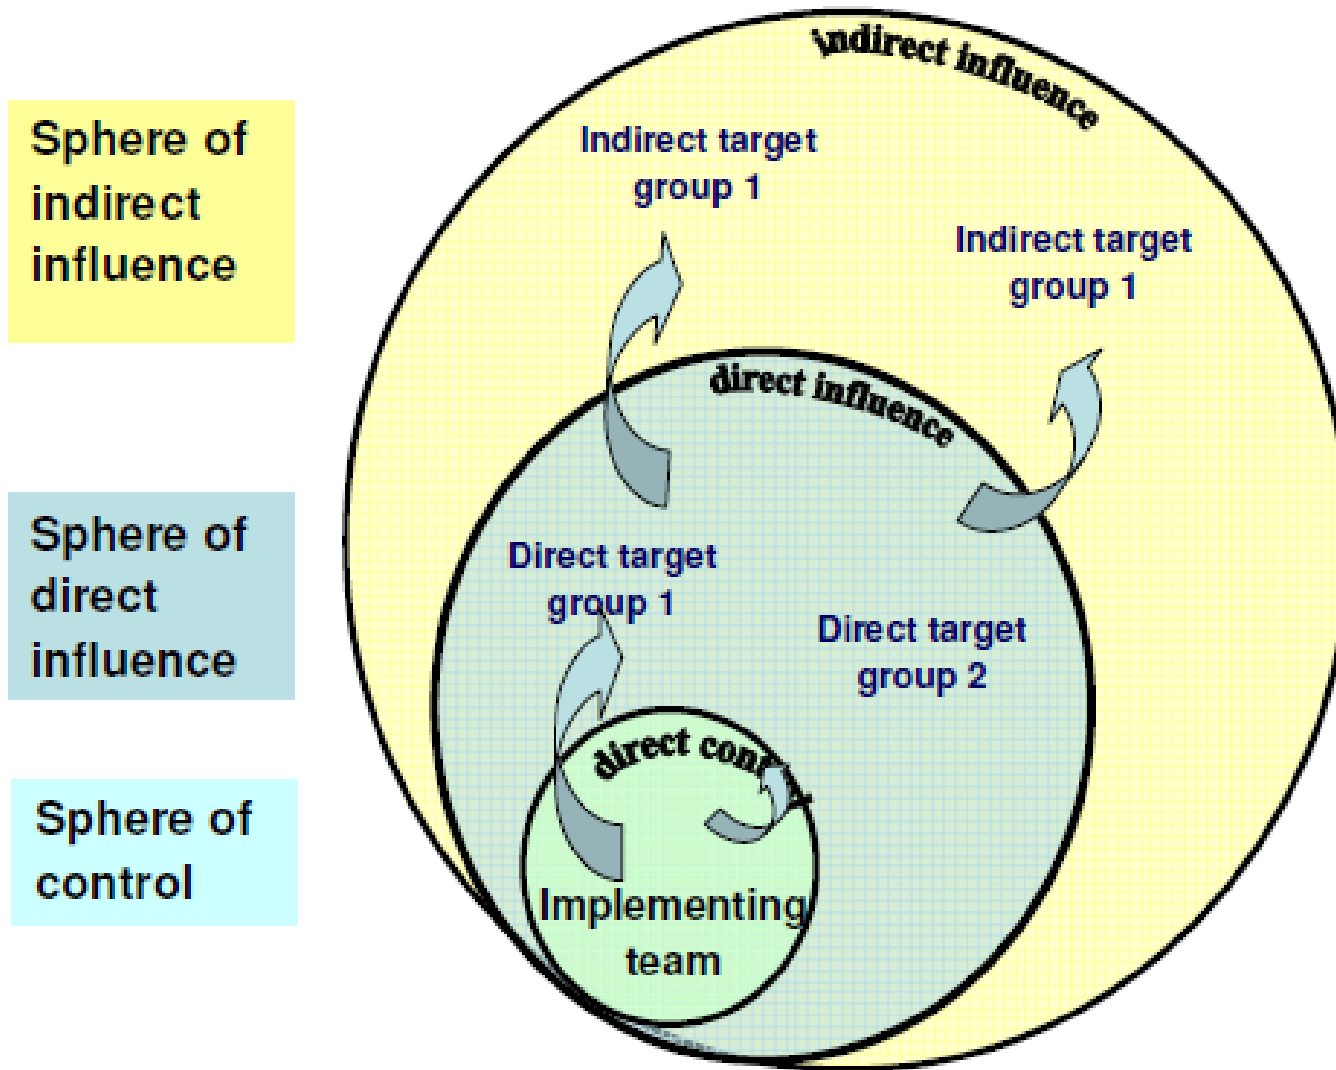 Sphere of
indirect
influence
Sphere of
direct
influence
Sphere of
control
indirect influence
Indirect target
group 1
Indirect target
group 1
direct influence
Direct target
group 1
Direct target
group 2
direct
Implementing
team